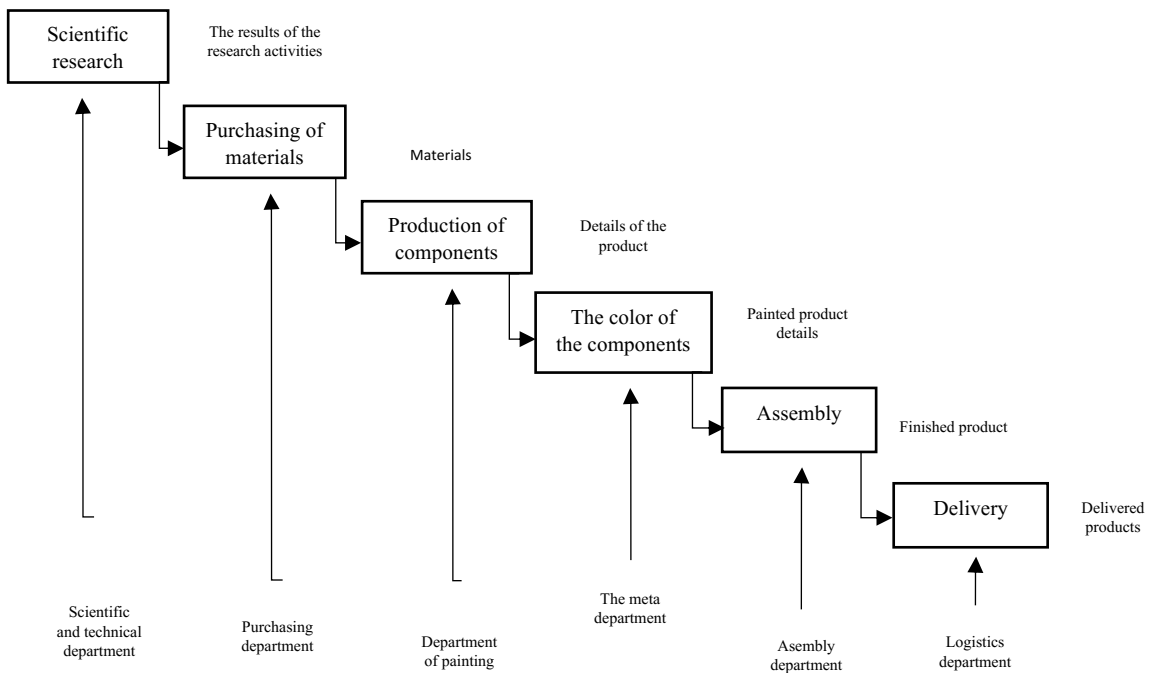 Scientific
research
The results of the
research activities
Purchasing of
materials
Materials
Production of
components
Details of the
product
The color of
the components
Painted product
details
Assembly
Finished product
Delivery
Delivered
products
Scientific
and technical
department
Purchasing
department
Department
of painting
The meta
department
Asembly
department
Logistics
department